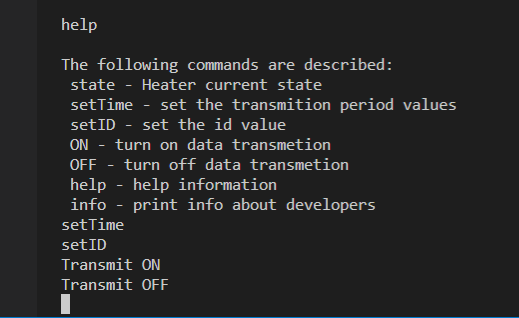 help
The following commands are described:
state - Heater current state
setTime - set the transmition period values
setID - set the id value
ON - turn on data transmetion
OFF - turn off data transmetion
help - help information
info - print info about developers
setTime
setID
Transmit ON
Transmit OFF